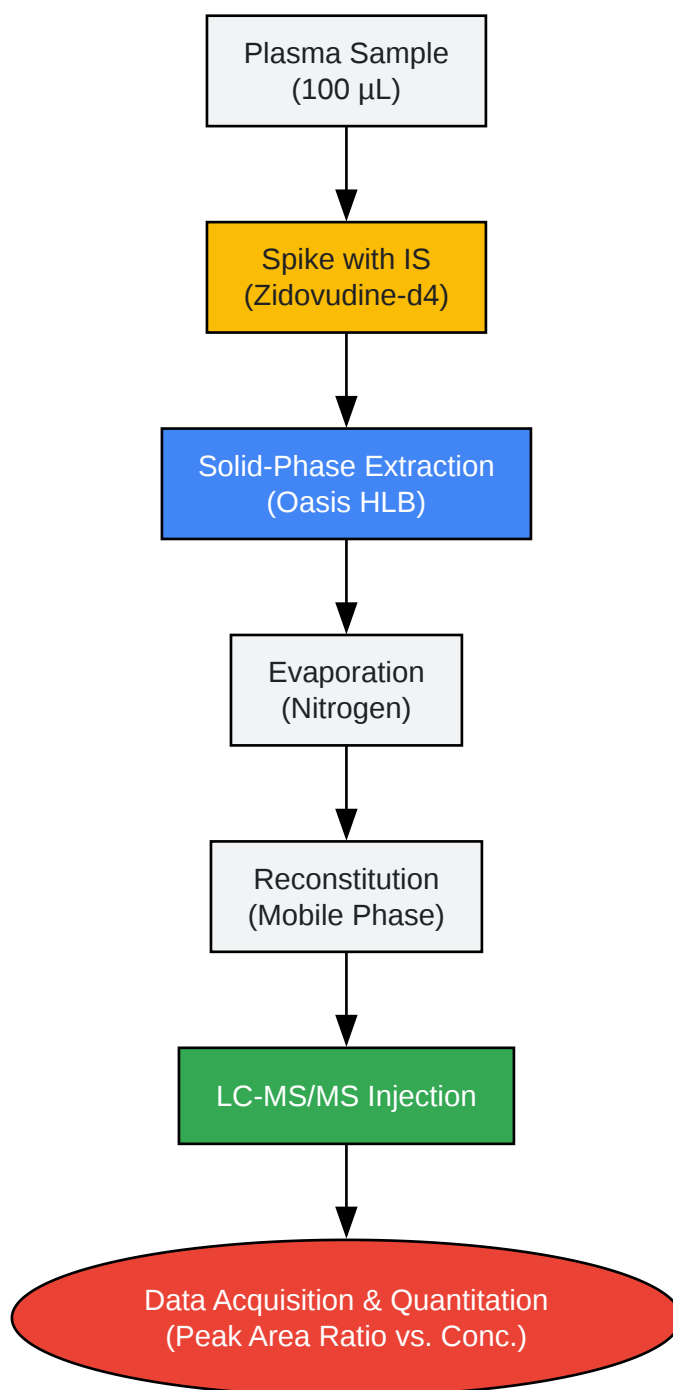 Plasma Sample
(100 µL)
Spike with IS
(Zidovudine-d4)
Solid-Phase Extraction
(Oasis HLB)
Evaporation
(Nitrogen)
Reconstitution
(Mobile Phase)
LC-MS/MS Injection
Data Acquisition & Quantitation
(Peak Area Ratio vs. Conc.)